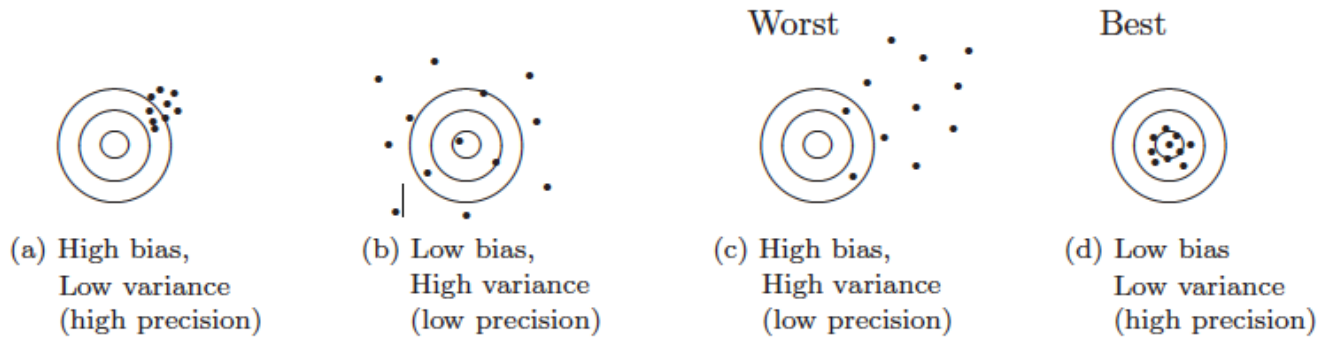 Worst
Best
(a) High bias,
Low variance
(high precision)
(b) Low bias,
High variance
(low precision)
(c) High bias,
High variance
(low precision)
(d) Low bias
Low variance
(high precision)